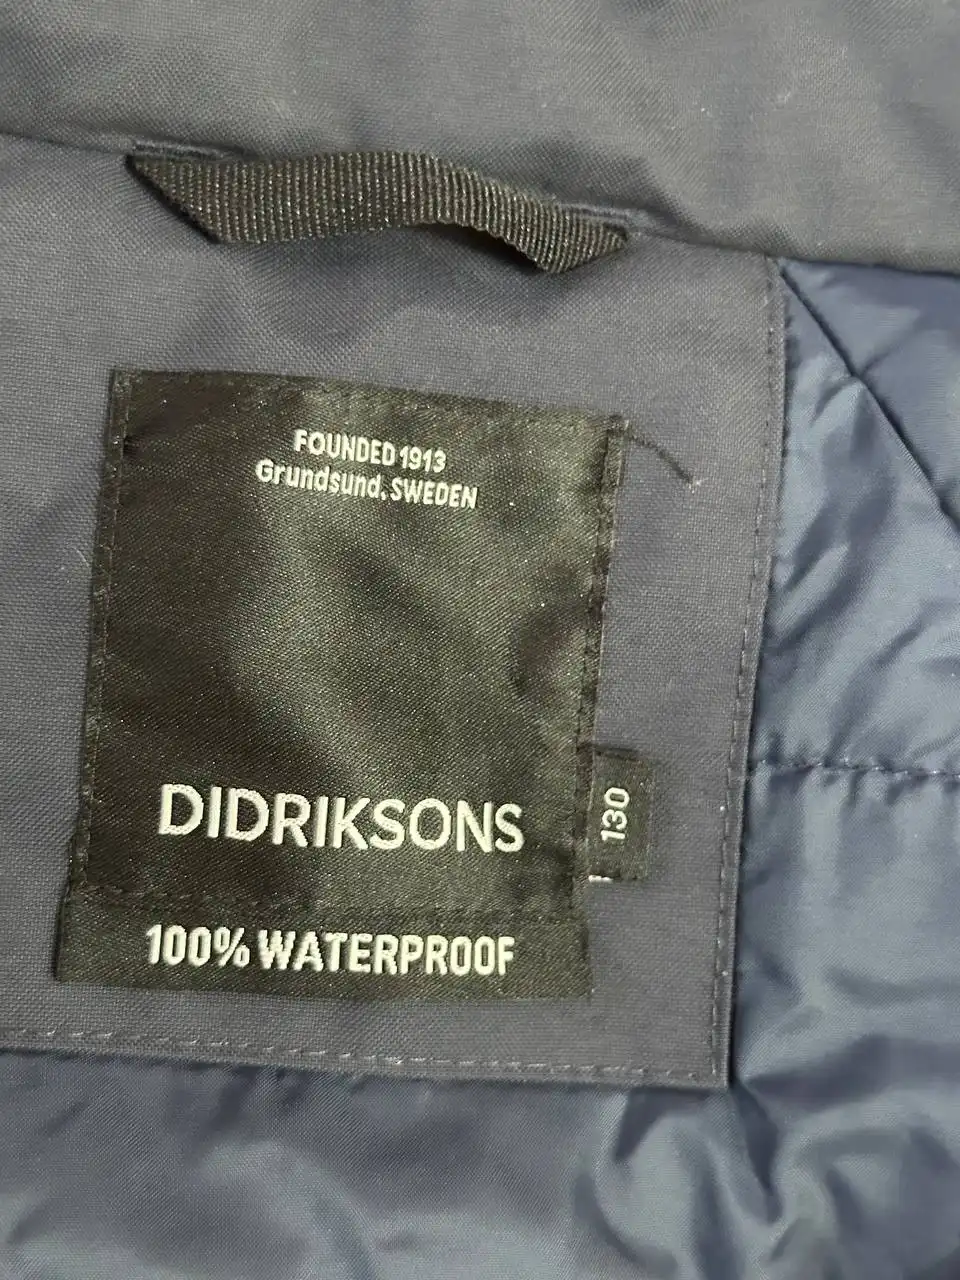 FOUNDED 1913
Grundsund, SWEDEN
DIDRIKSONS
130
100% WATERPROOF